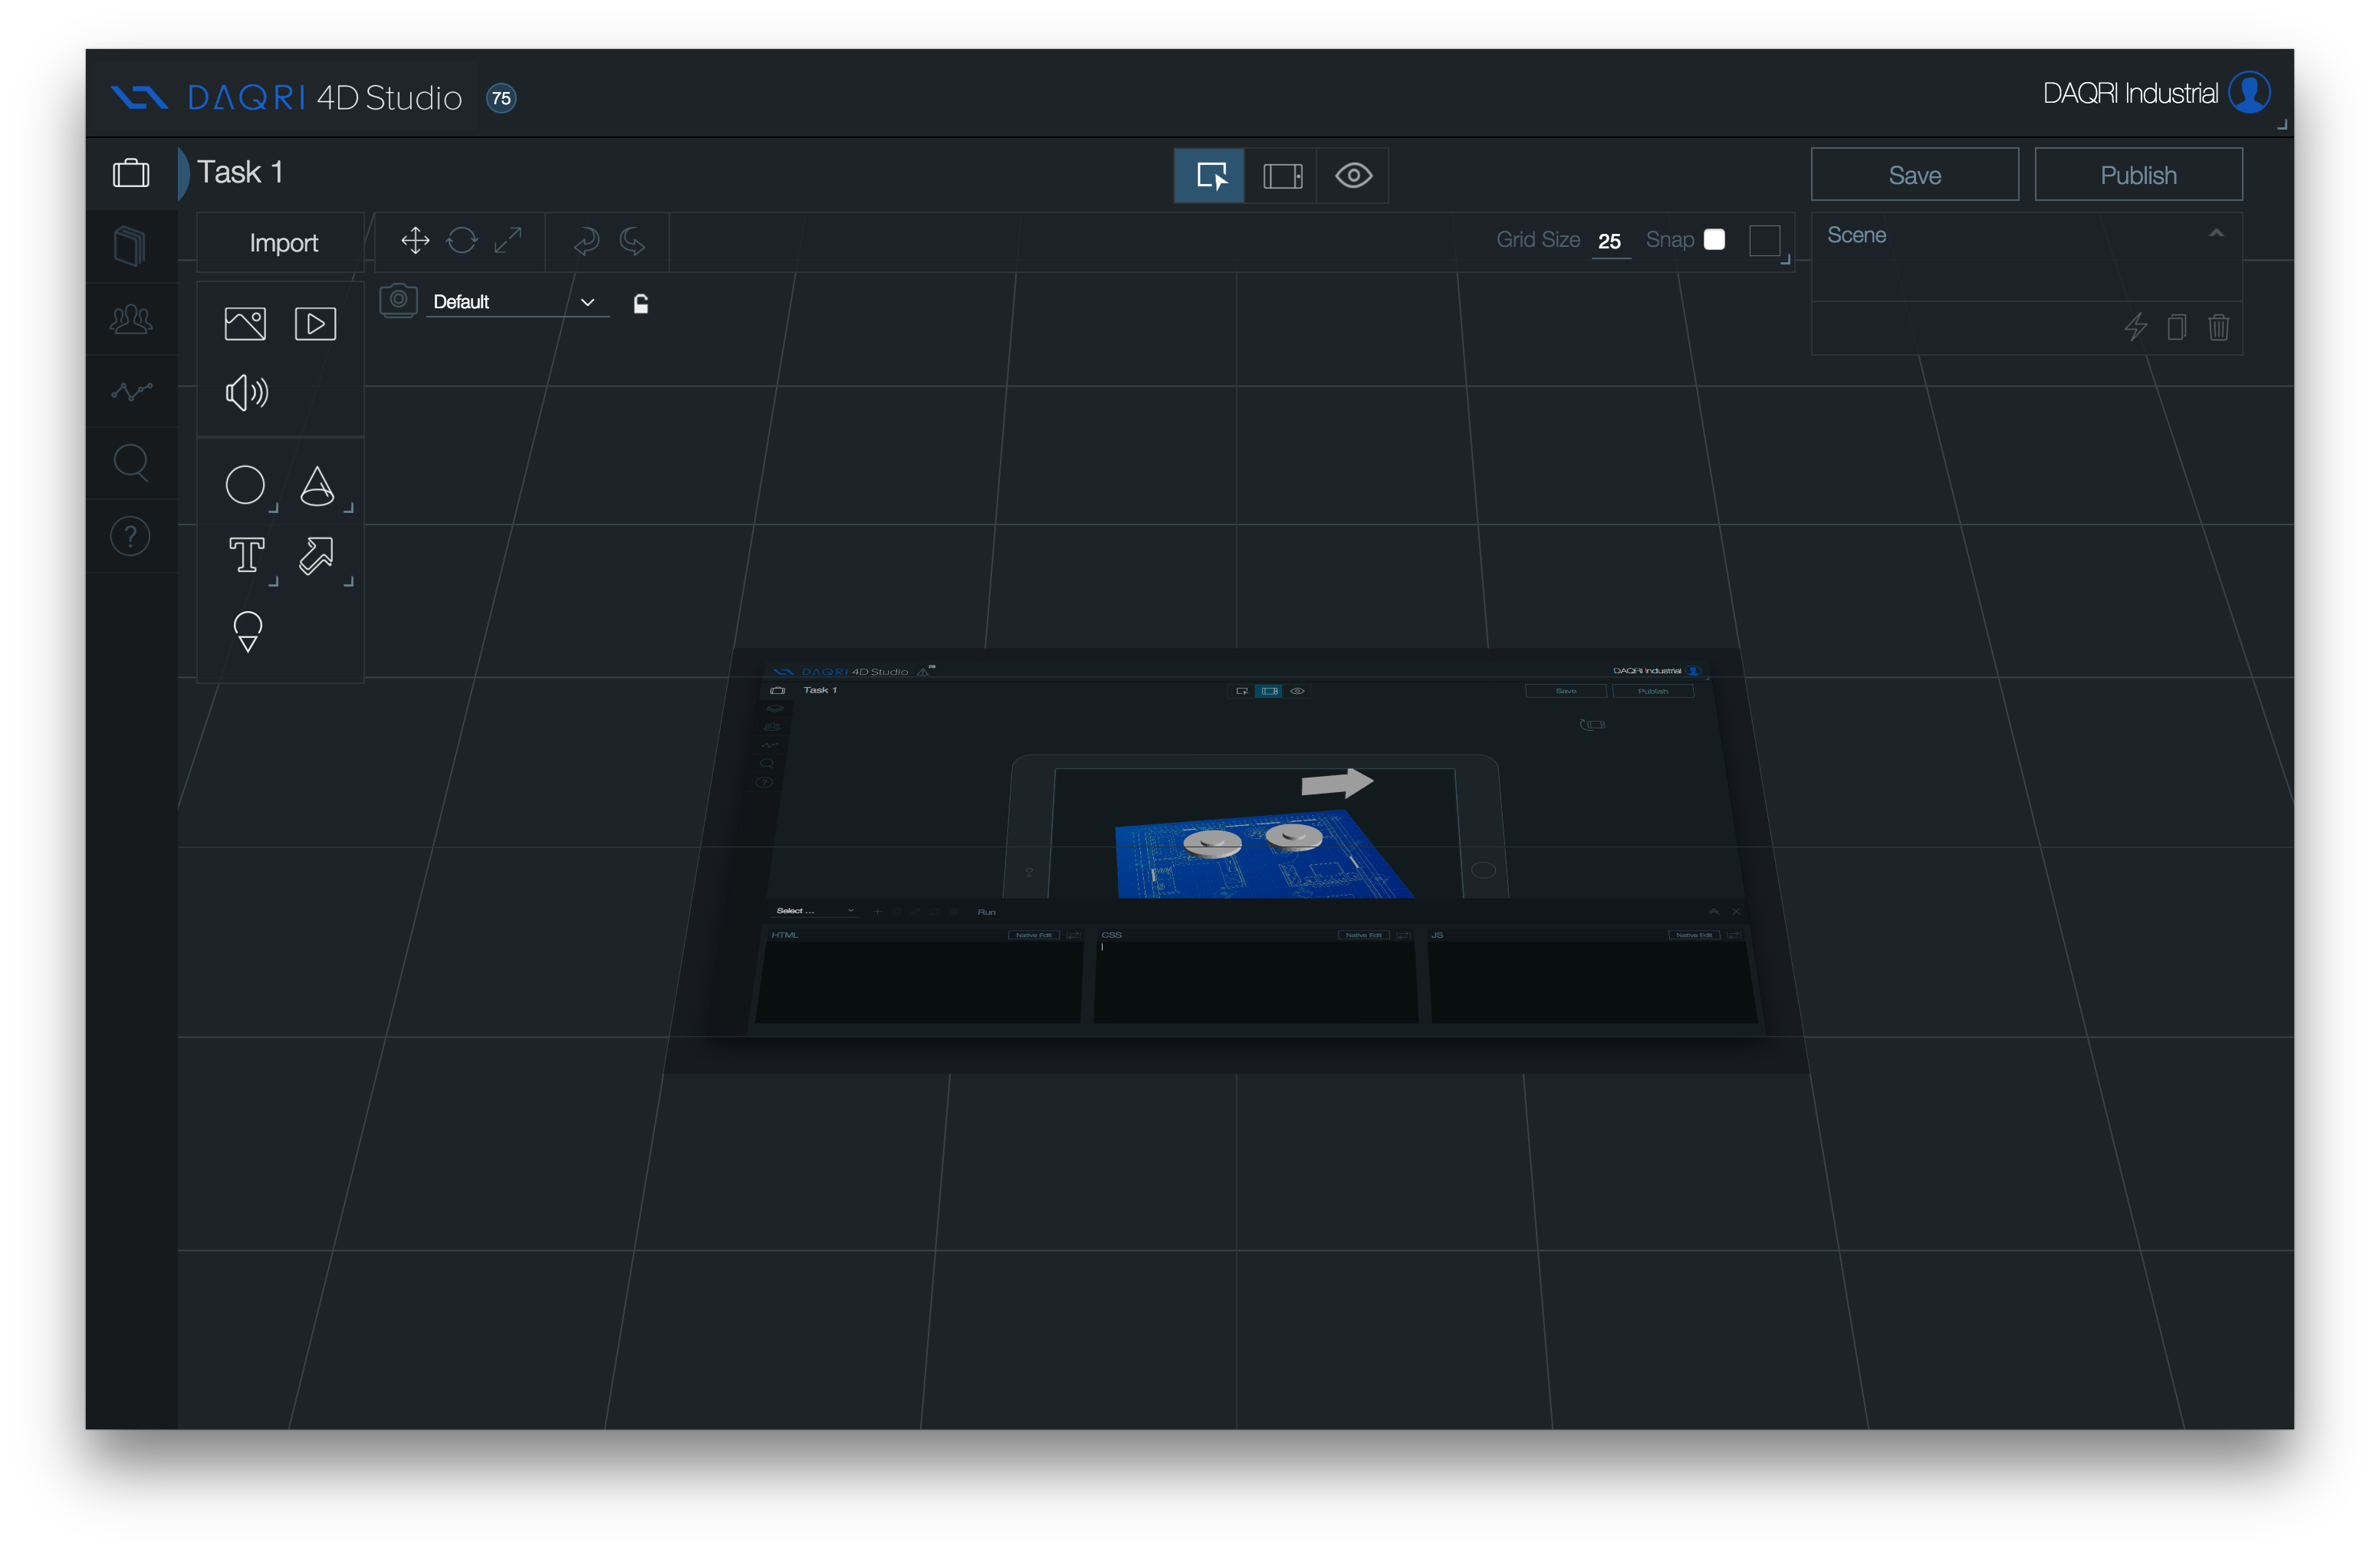 DAQRI 4D Studio 75
DAQRI Industrial
Task 1
Save
Publish
Import
Grid Size 25 Snap
Scene
Default
?
DAQRI 4D Studio
DAQRI Industrial
Task 1
Save
Publish
?
Select ...
Run
HTML
Native Edit
CSS
Native Edit
JS
Native Edit